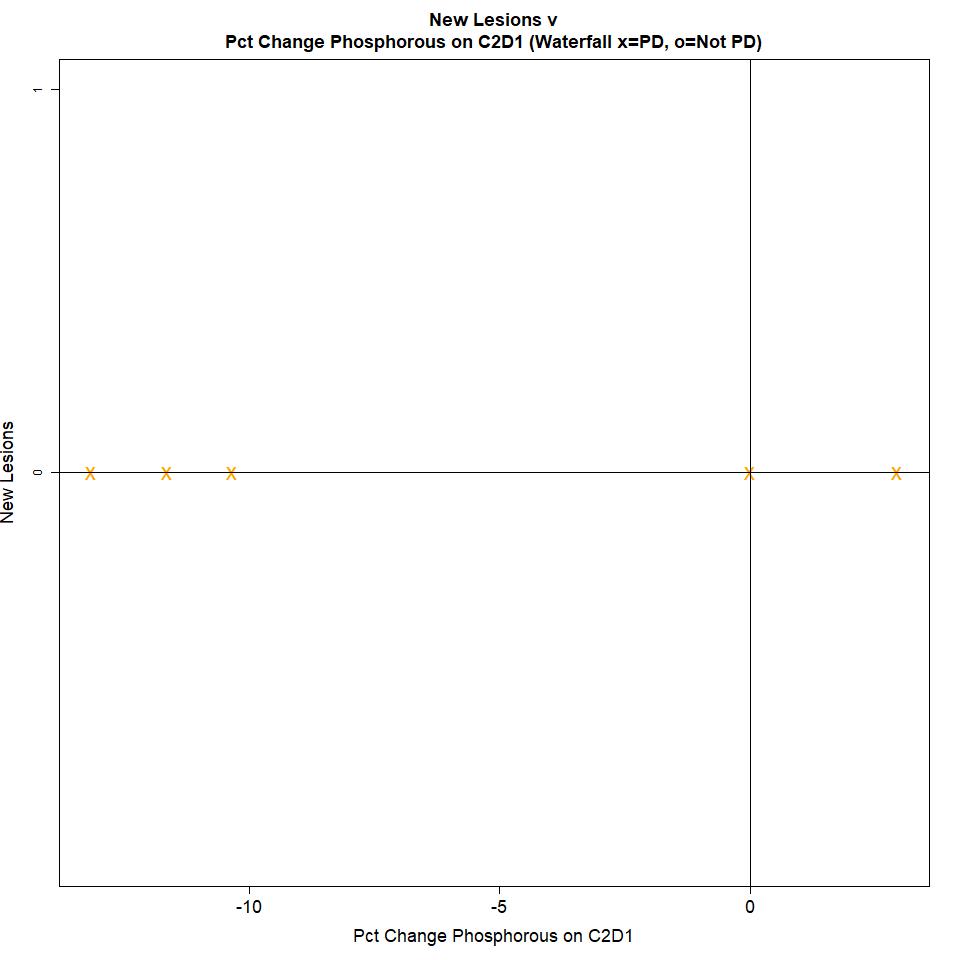 New Lesions v
Pct Change Phosphorous on C2D1 (Waterfall x=PD, o=Not PD)
1
New Lesions
0
x x x x x
-10 -5 0
Pct Change Phosphorous on C2D1